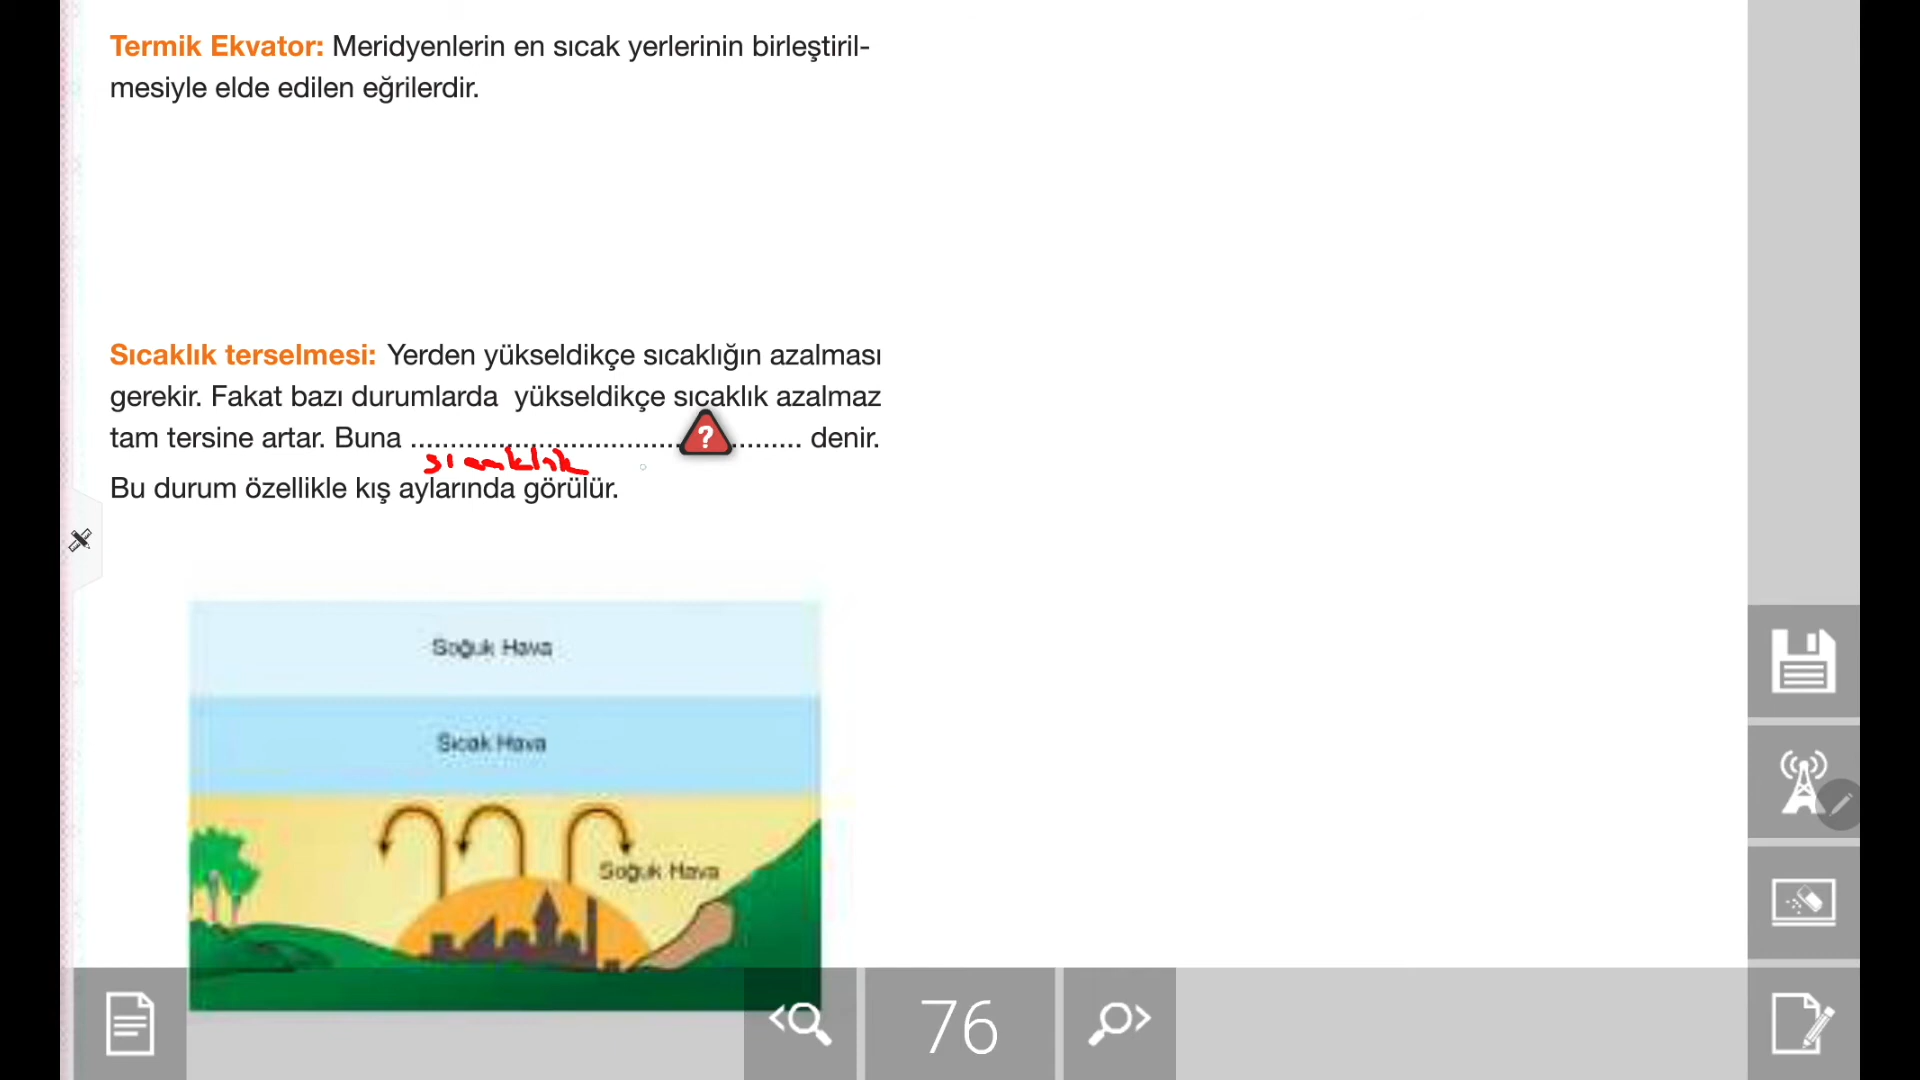 Termik Ekvator: Meridyenlerin en sıcak yerlerinin birleştiril-
mesiyle elde edilen eğrilerdir.
Sıcaklık terselmesi: Yerden yükseldikçe sıcaklığın azalması
gerekir. Fakat bazı durumlarda yükseldikçe sıcaklık azalmaz
tam tersine artar. Buna ..................................?......... denir.
sıcaklık
Bu durum özellikle kış aylarında görülür.
Soğuk Hava
Sıcak Hava
Soğuk Hava
76